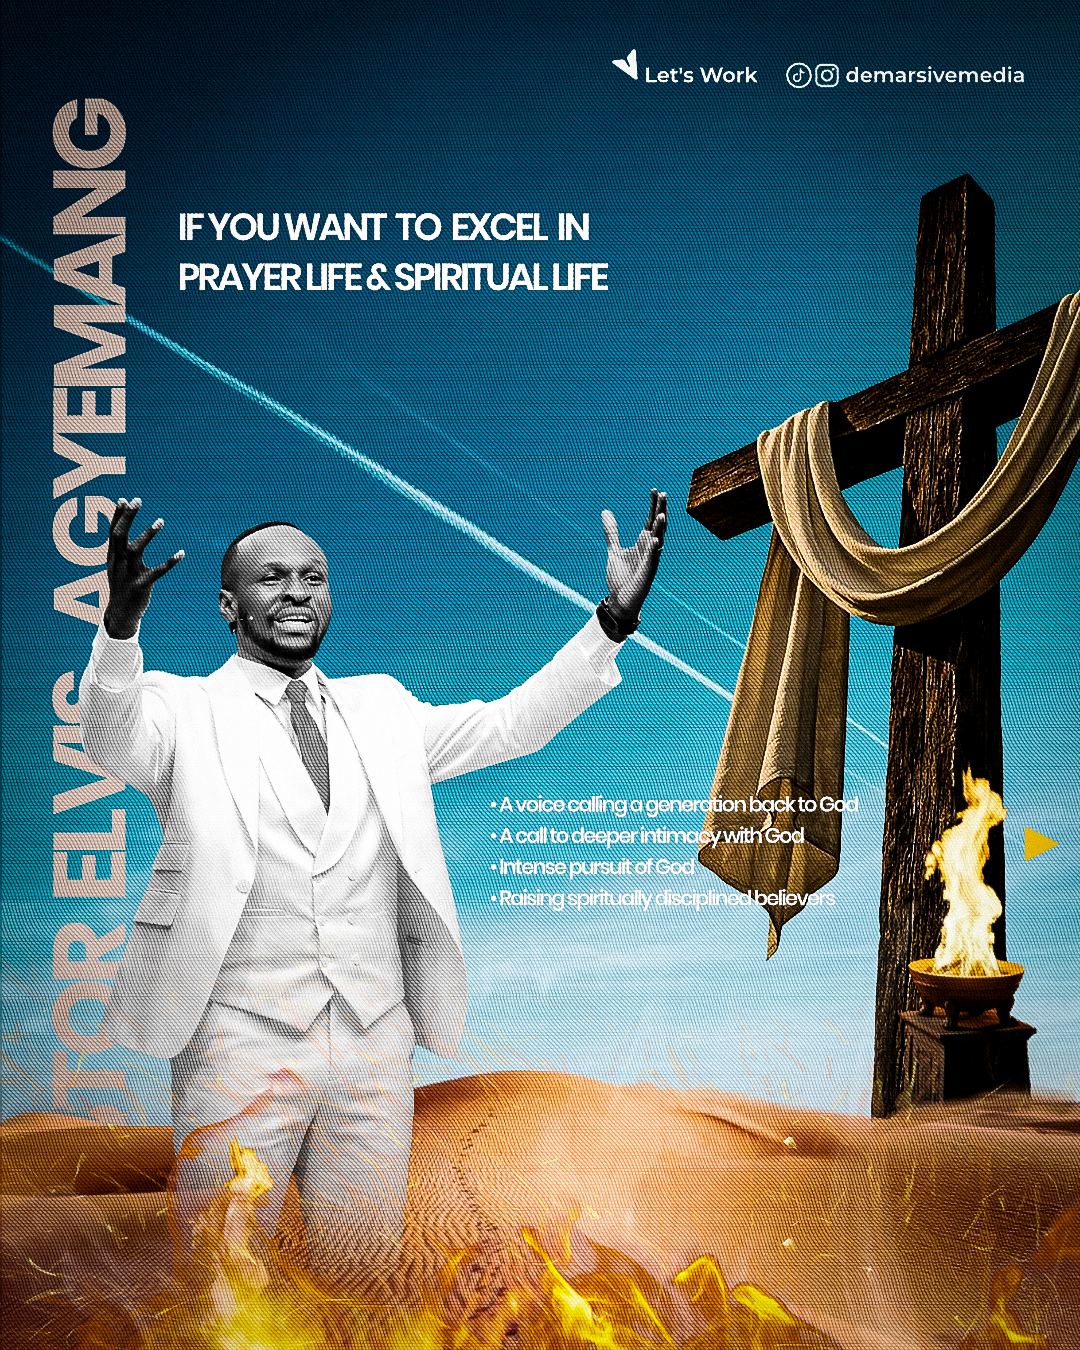 Let's Work
demarsivemedia
IF YOU WANT TO EXCEL IN
PRAYER LIFE & SPIRITUAL LIFE
TOR ELVIS AGYEMANG
• A voice calling a generation back to God
• A call to deeper intimacy with God
• Intense pursuit of God
• Raising spiritually disciplined believers